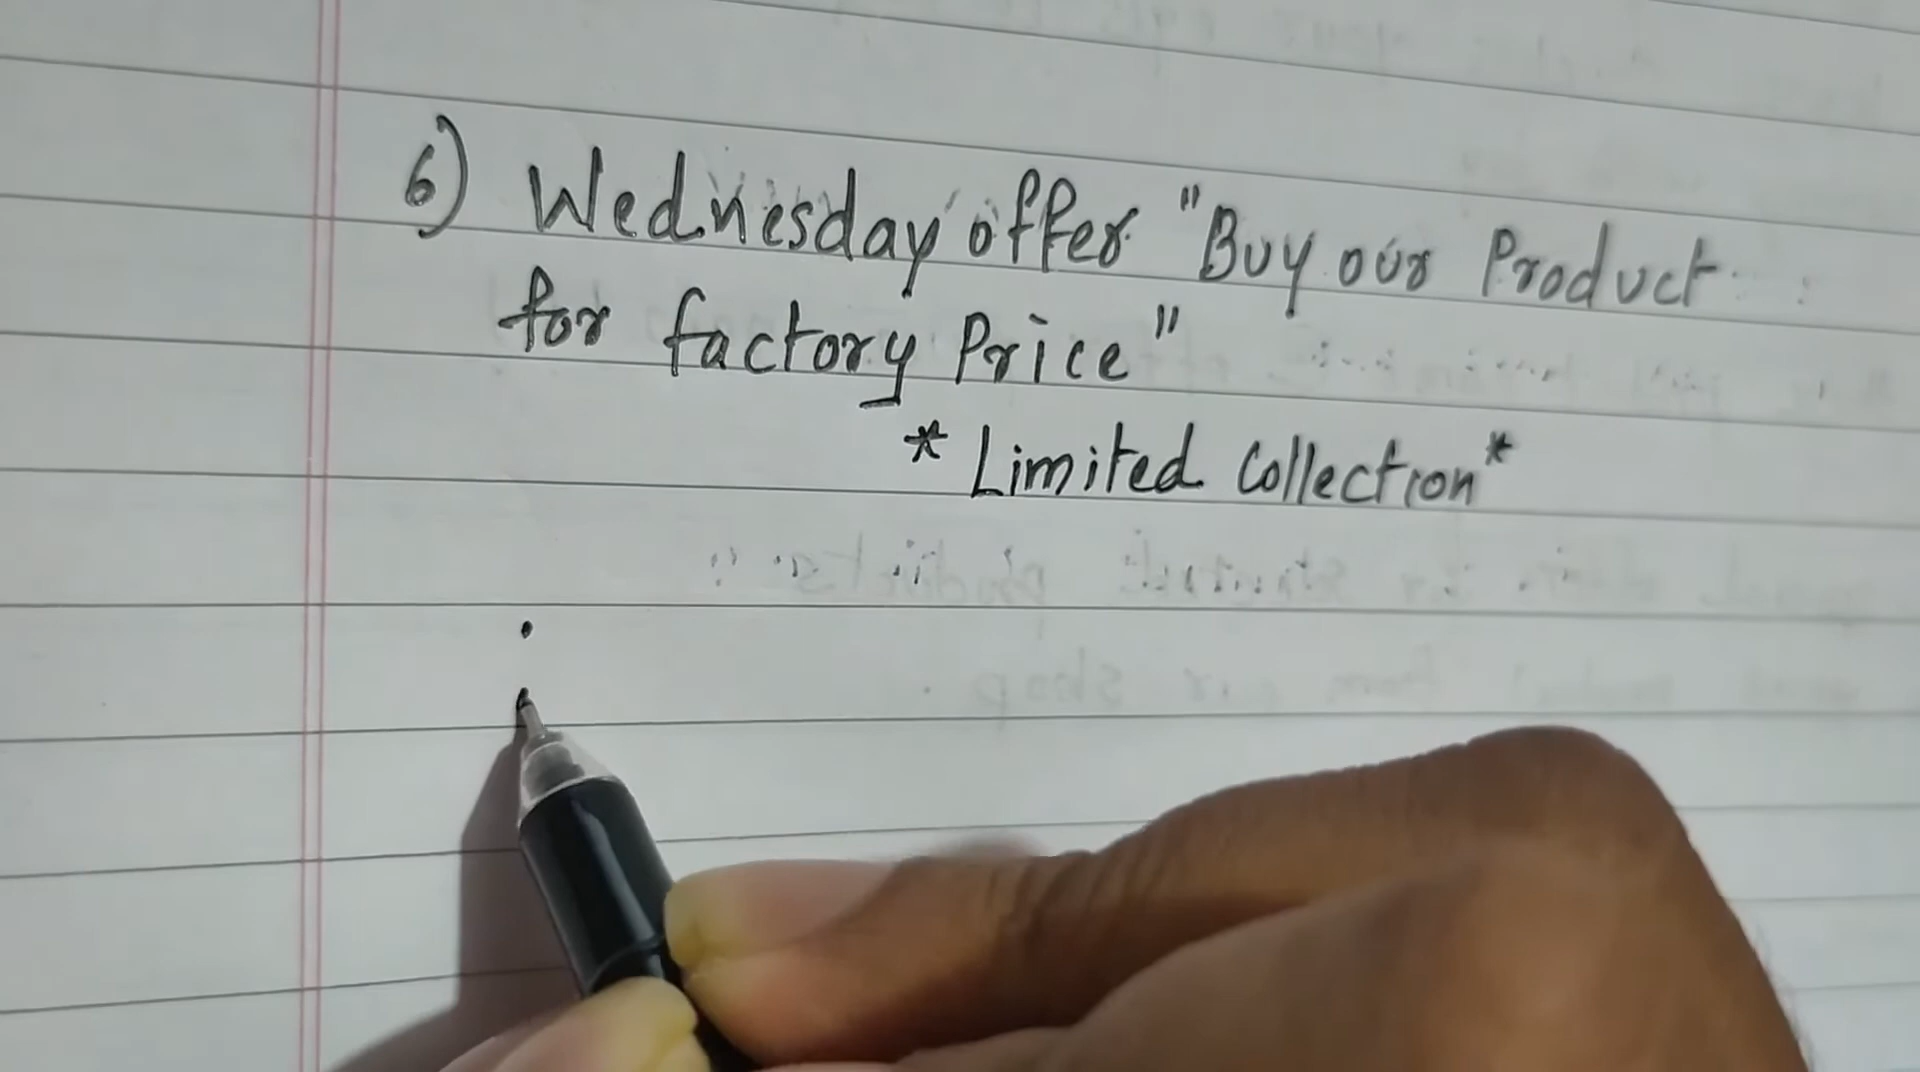 6) Wednesday offer "Buy our Product
for factory Price"
* Limited Collection *